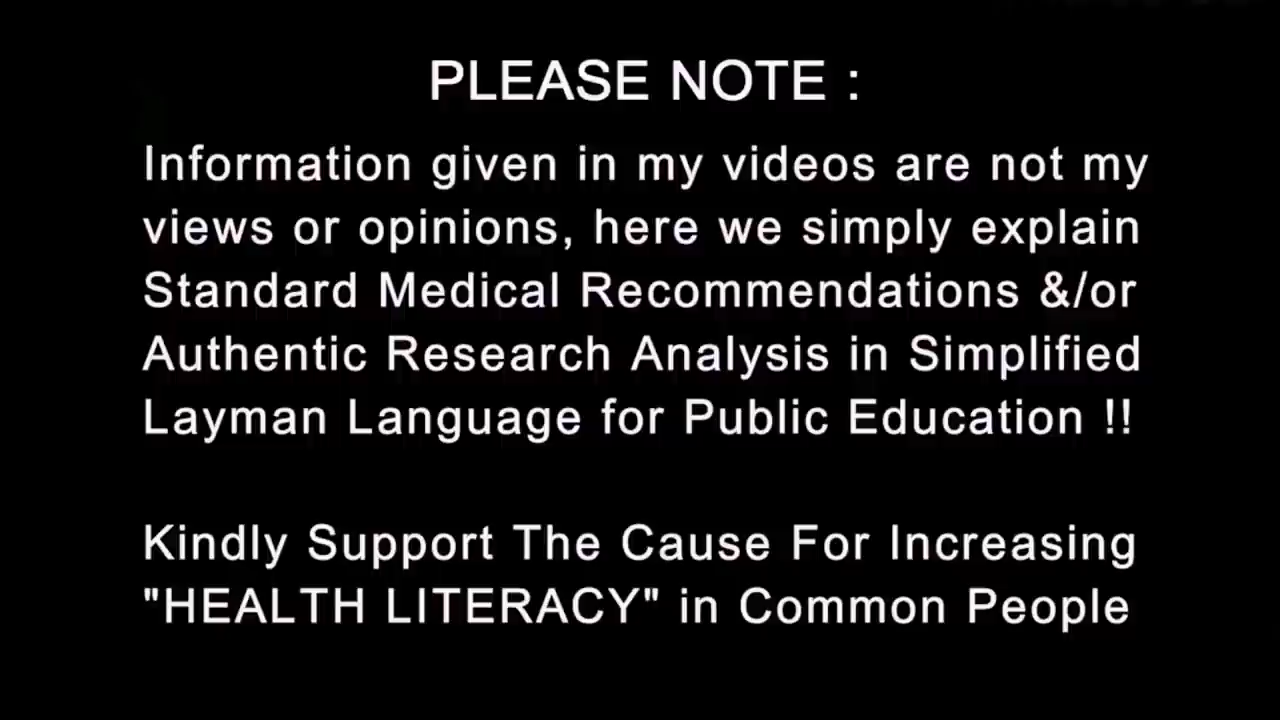 PLEASE NOTE :
Information given in my videos are not my
views or opinions, here we simply explain
Standard Medical Recommendations &/or
Authentic Research Analysis in Simplified
Layman Language for Public Education !!
Kindly Support The Cause For Increasing
"HEALTH LITERACY" in Common People